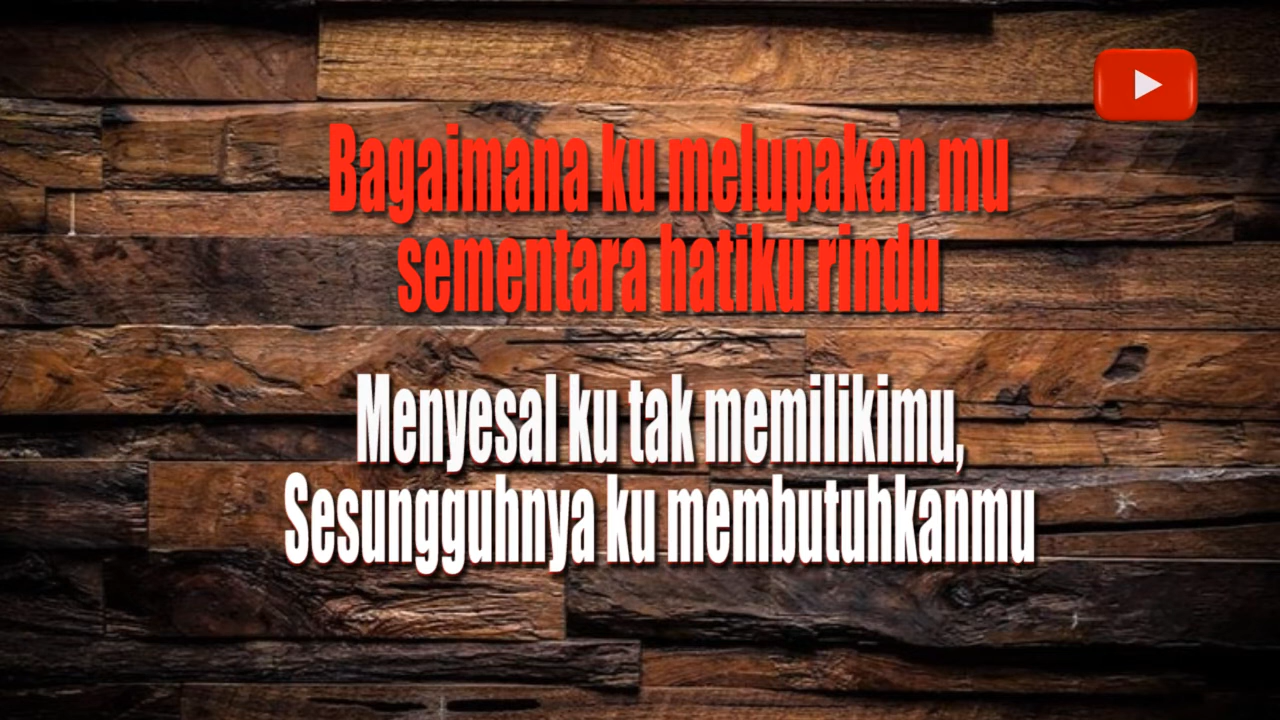 Bagaimana ku melupakan mu
sementara hatiku rindu
Menyesal ku tak memilikimu,
Sesungguhnya ku membutuhkanmu